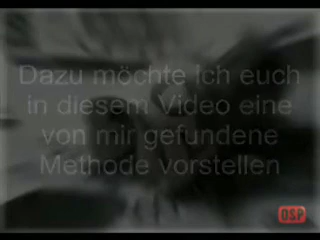 Dazu möchte ich euch
in diesem Video eine
von mir gefundene
Methode vorstellen
DSP